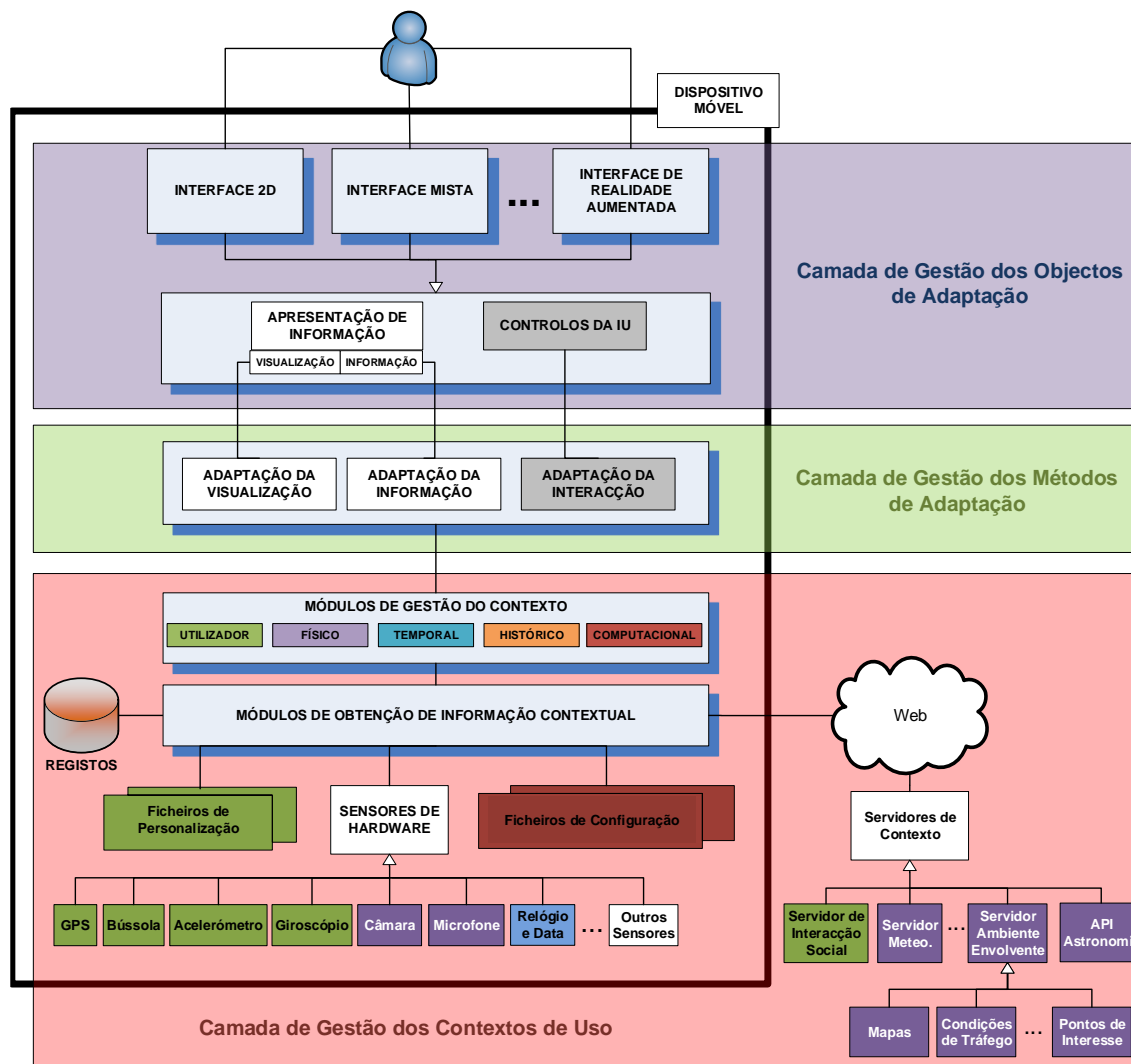 DISPOSITIVO
MÓVEL
INTERFACE 2D
INTERFACE MISTA
...
INTERFACE DE
REALIDADE
AUMENTADA
Camada de Gestão dos Objectos
de Adaptação
APRESENTAÇÃO DE
INFORMAÇÃO
VISUALIZAÇÃO
INFORMAÇÃO
CONTROLOS DA IU
ADAPTAÇÃO DA
VISUALIZAÇÃO
ADAPTAÇÃO DA
INFORMAÇÃO
ADAPTAÇÃO DA
INTERACÇÃO
Camada de Gestão dos Métodos
de Adaptação
MÓDULOS DE GESTÃO DO CONTEXTO
UTILIZADOR
FÍSICO
TEMPORAL
HISTÓRICO
COMPUTACIONAL
MÓDULOS DE OBTENÇÃO DE INFORMAÇÃO CONTEXTUAL
REGISTOS
Web
Ficheiros de
Personalização
SENSORES DE
HARDWARE
Ficheiros de Configuração
Servidores de
Contexto
GPS
Bússola
Acelerómetro
Giroscópio
Câmara
Microfone
Relógio
e Data
...
Outros
Sensores
Servidor de
Interacção
Social
Servidor
Meteo.
...
Servidor
Ambiente
Envolvente
API
Astronomi
Mapas
Condições
de Tráfego
...
Pontos de
Interesse
Camada de Gestão dos Contextos de Uso